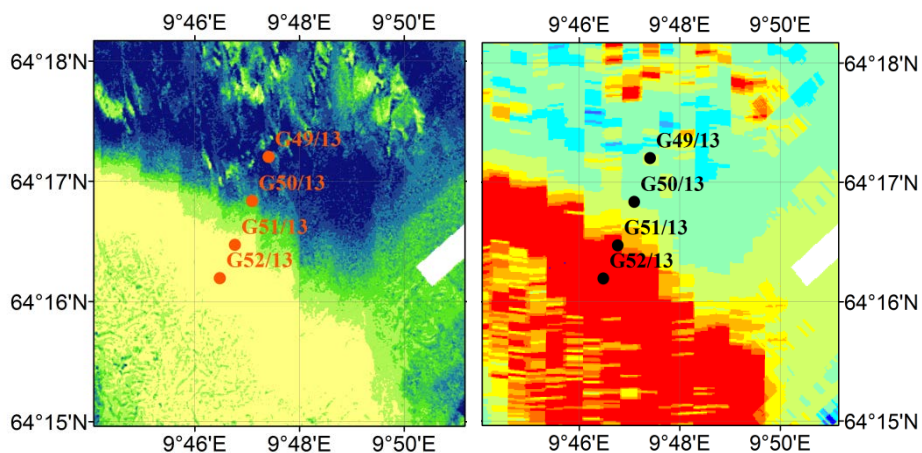 9°46'E 9°48'E 9°50'E 9°46'E 9°48'E 9°50'E
64°18'N 64°18'N
G49/13 G49/13
64°17'N G50/13 64°17'N G50/13
G51/13 G51/13
G52/13 G52/13
64°16'N 64°16'N
64°15'N 64°15'N
9°46'E 9°48'E 9°50'E 9°46'E 9°48'E 9°50'E